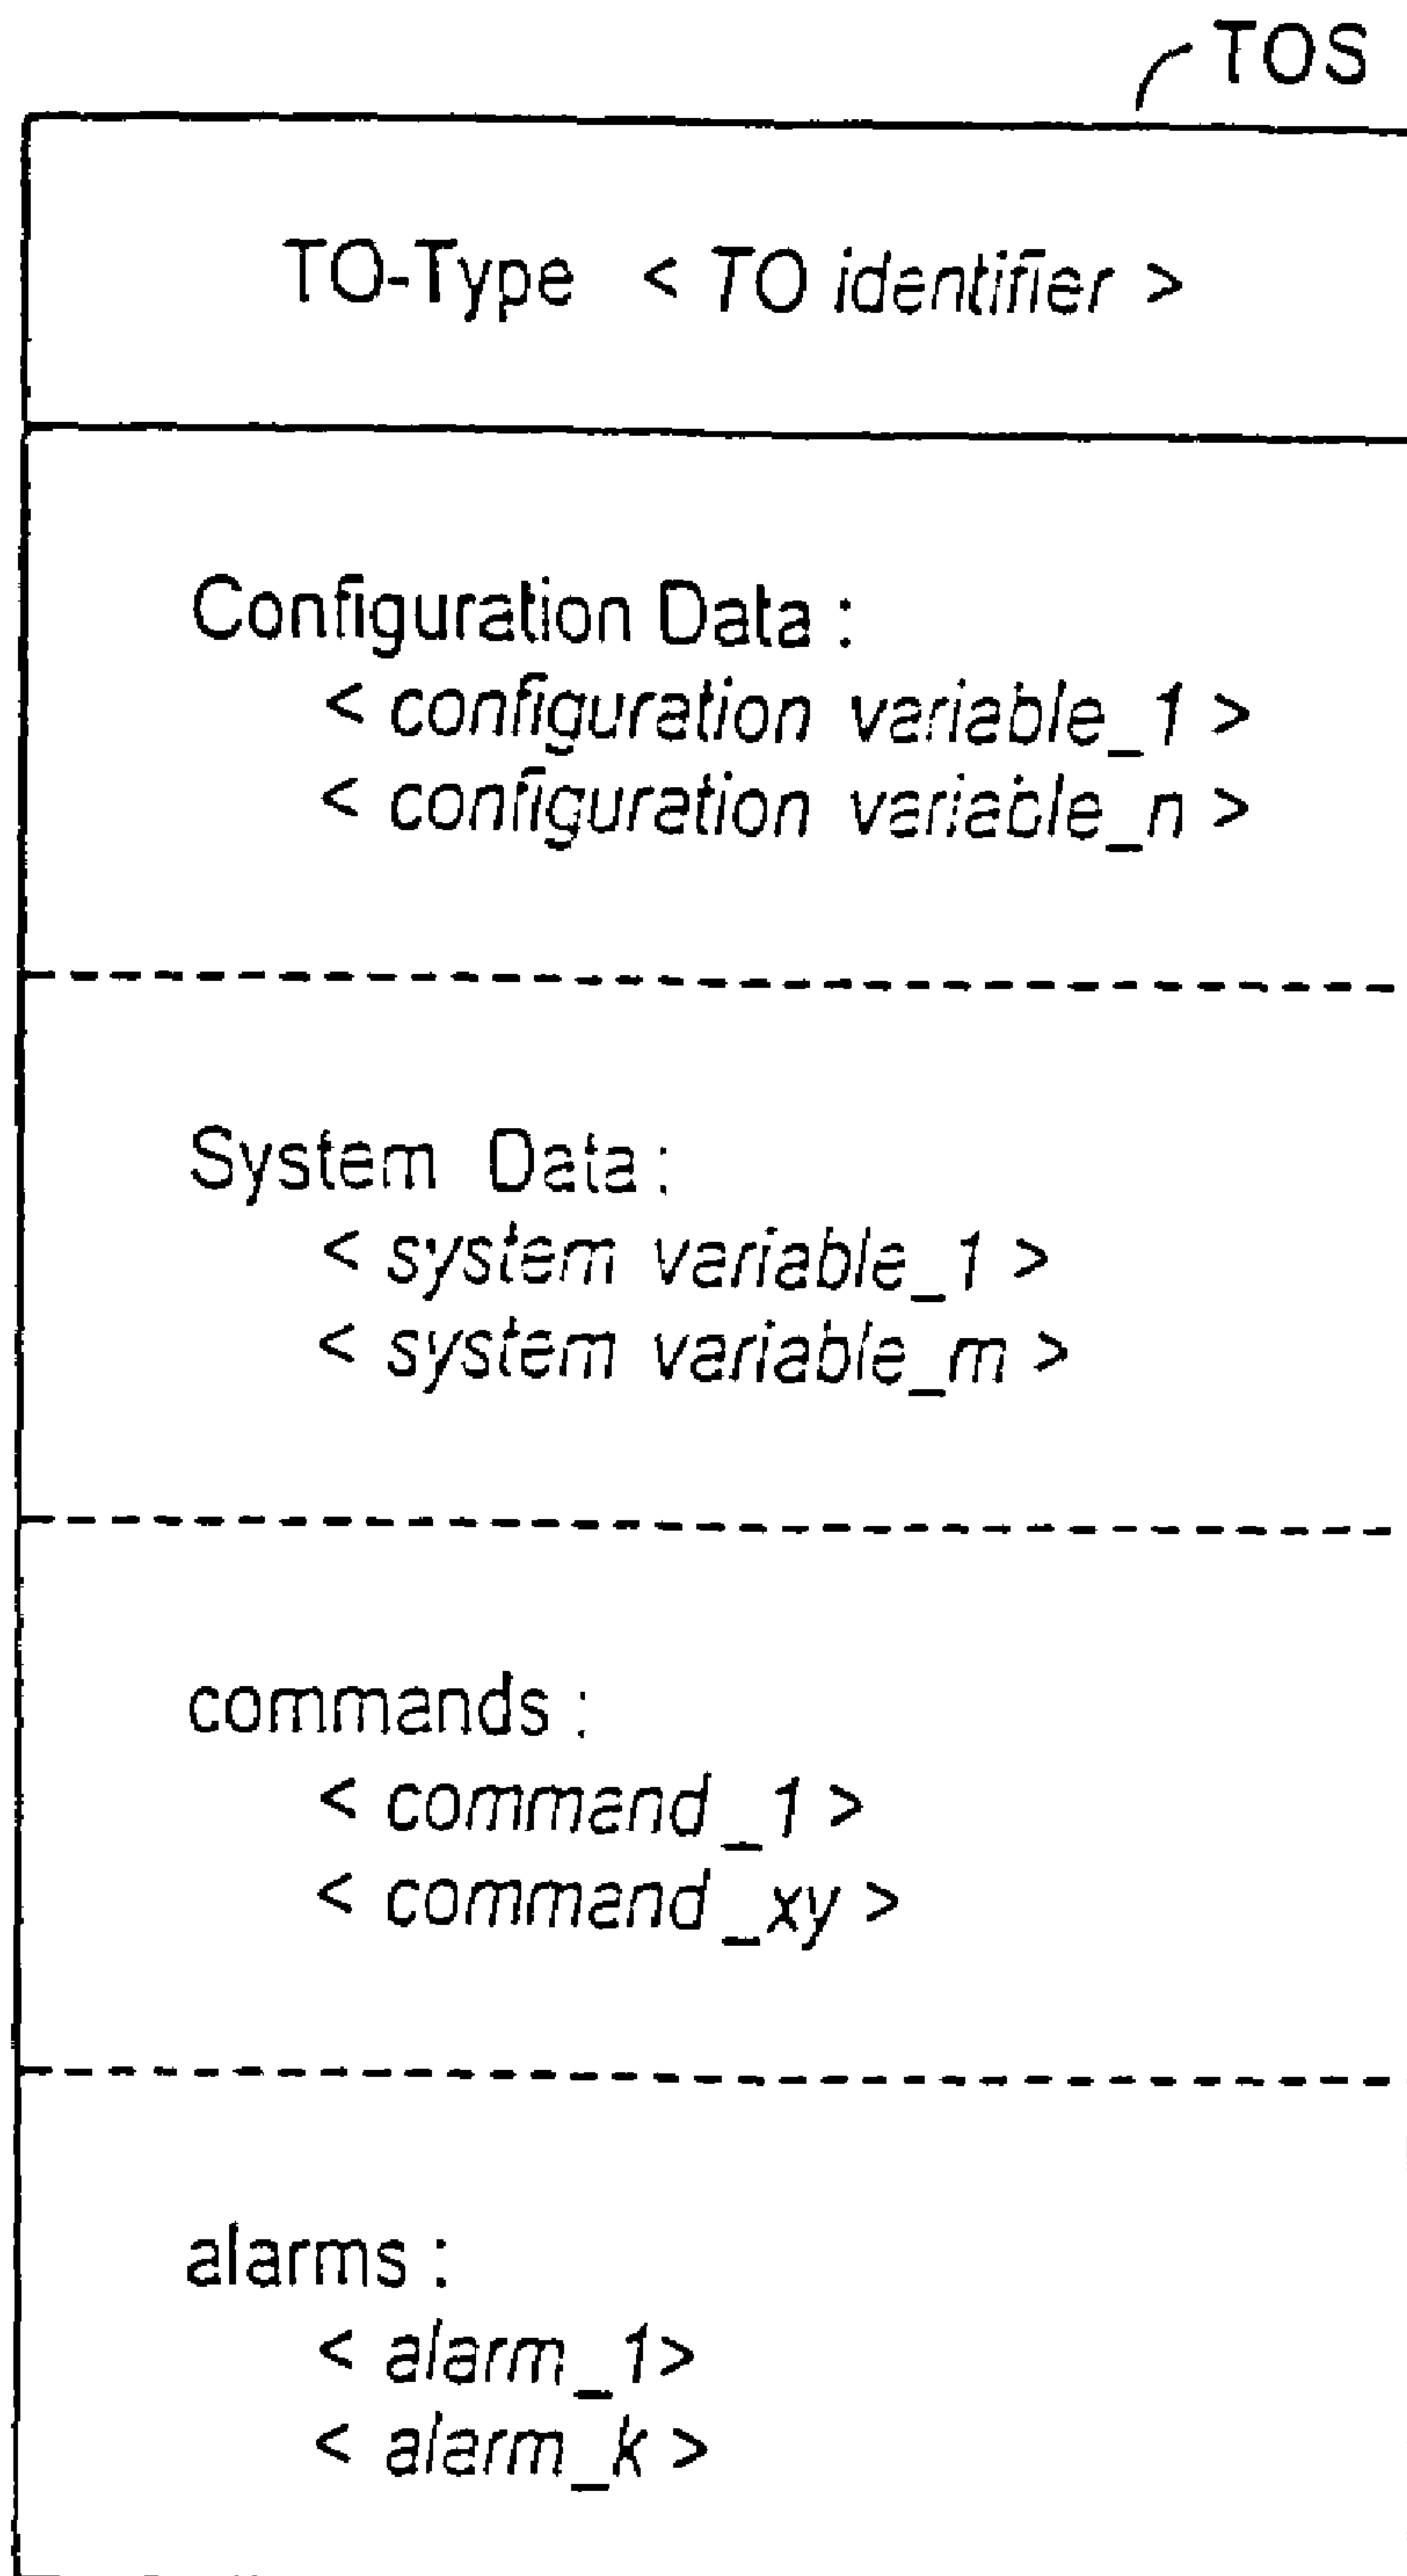 TOS
TO-Type < TO identifier >
Configuration Data :
< configuration variable_1 >
< configuration variable_n >
System Data :
< system variable_1 >
< system variable_m >
commands :
< command_1 >
< command_xy >
alarms :
< alarm_1>
< alarm_k >